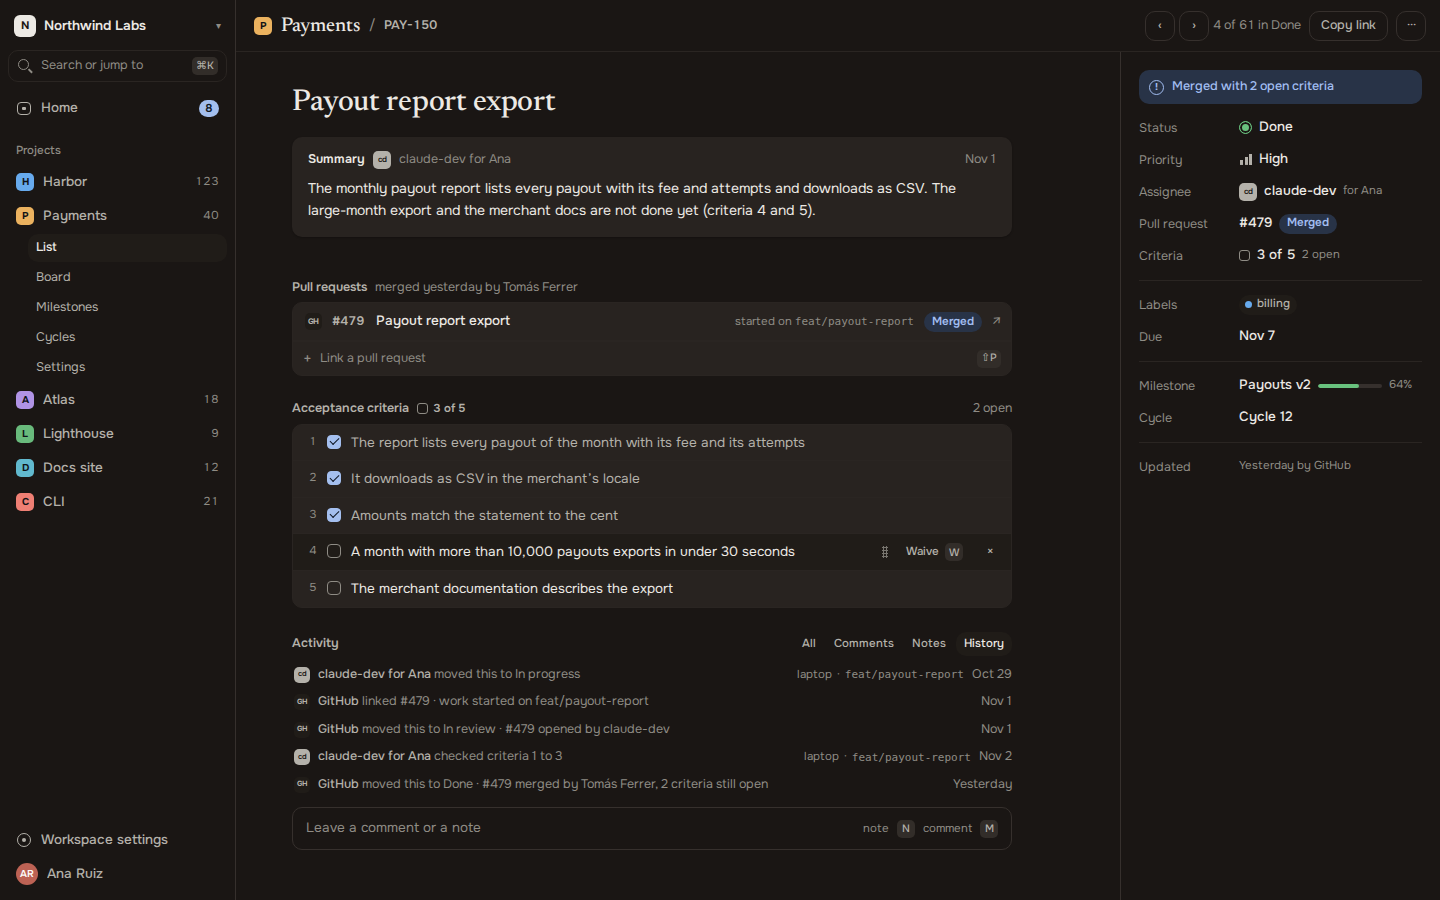 N Northwind Labs
Search or jump to ⌘K
Home 8
Projects
H Harbor 123
P Payments 40
List
Board
Milestones
Cycles
Settings
A Atlas 18
L Lighthouse 9
D Docs site 12
C CLI 21
Workspace settings
AR Ana Ruiz
P Payments / PAY-150
4 of 61 in Done Copy link ...
Payout report export
Summary cd claude-dev for Ana Nov 1
The monthly payout report lists every payout with its fee and attempts and downloads as CSV. The
large-month export and the merchant docs are not done yet (criteria 4 and 5).
Pull requests merged yesterday by Tomás Ferrer
GH #479 Payout report export started on feat/payout-report Merged ↗
+ Link a pull request ⇧P
Acceptance criteria 3 of 5 2 open
1 The report lists every payout of the month with its fee and its attempts
2 It downloads as CSV in the merchant's locale
3 Amounts match the statement to the cent
4 A month with more than 10,000 payouts exports in under 30 seconds Waive W ×
5 The merchant documentation describes the export
Activity All Comments Notes History
cd claude-dev for Ana moved this to In progress laptop · feat/payout-report Oct 29
GH GitHub linked #479 · work started on feat/payout-report Nov 1
GH GitHub moved this to In review · #479 opened by claude-dev Nov 1
cd claude-dev for Ana checked criteria 1 to 3 laptop · feat/payout-report Nov 2
GH GitHub moved this to Done · #479 merged by Tomás Ferrer, 2 criteria still open Yesterday
Leave a comment or a note note N comment M
Merged with 2 open criteria
Status Done
Priority High
Assignee cd claude-dev for Ana
Pull request #479 Merged
Criteria 3 of 5 2 open
Labels billing
Due Nov 7
Milestone Payouts v2 64%
Cycle Cycle 12
Updated Yesterday by GitHub